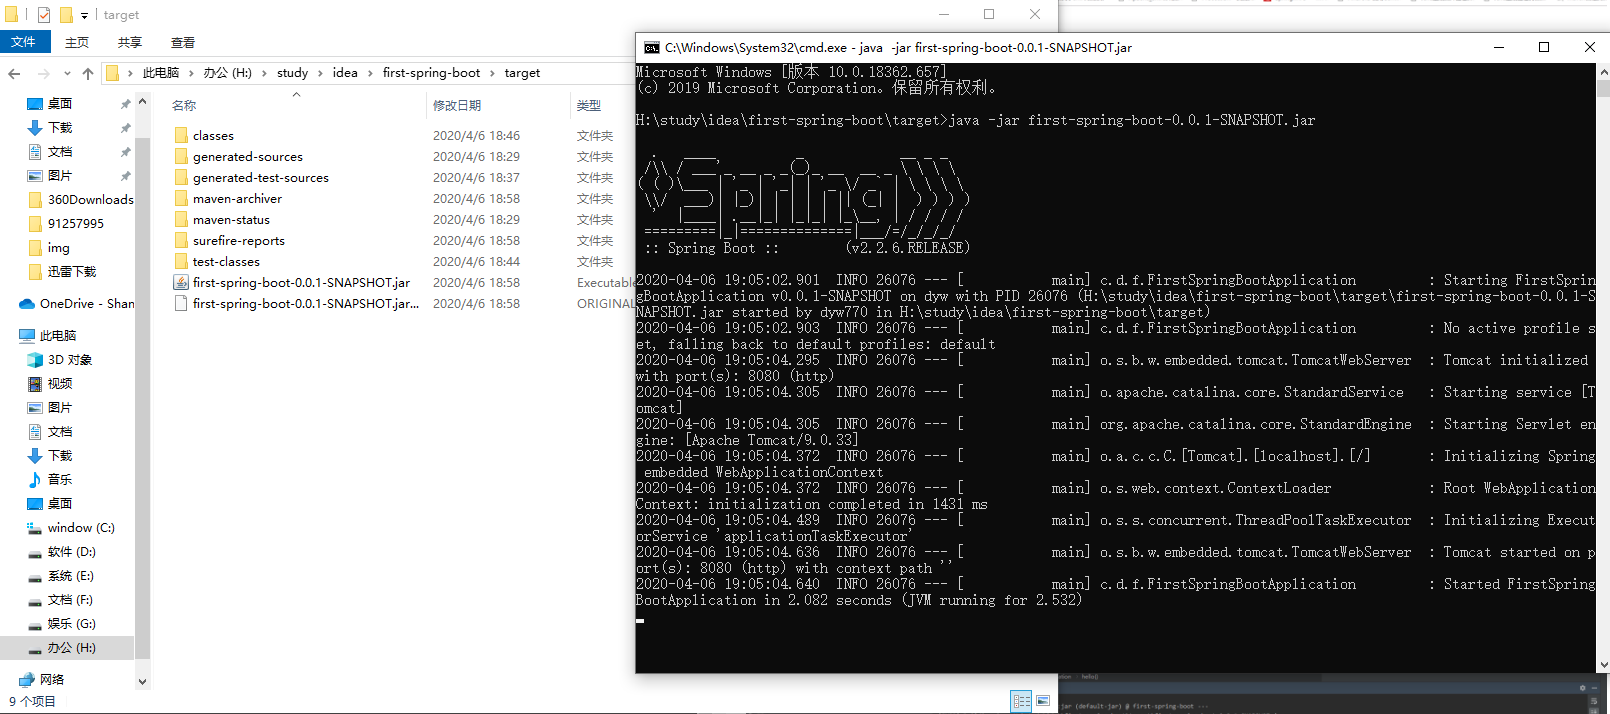 target
文件 主页 共享 查看
此电脑 › 办公 (H:) › study › idea › first-spring-boot › target
桌面
下载
文档
图片
360Downloads
91257995
img
迅雷下载
OneDrive - Shan
此电脑
3D 对象
视频
图片
文档
下载
音乐
桌面
window (C:)
软件 (D:)
系统 (E:)
文档 (F:)
娱乐 (G:)
办公 (H:)
网络
名称 修改日期 类型
classes 2020/4/6 18:46 文件夹
generated-sources 2020/4/6 18:29 文件夹
generated-test-sources 2020/4/6 18:37 文件夹
maven-archiver 2020/4/6 18:58 文件夹
maven-status 2020/4/6 18:29 文件夹
surefire-reports 2020/4/6 18:58 文件夹
test-classes 2020/4/6 18:44 文件夹
first-spring-boot-0.0.1-SNAPSHOT.jar 2020/4/6 18:58 Executable
first-spring-boot-0.0.1-SNAPSHOT.jar... 2020/4/6 18:58 ORIGINAL
9 个项目
C:\Windows\System32\cmd.exe - java -jar first-spring-boot-0.0.1-SNAPSHOT.jar
Microsoft Windows [版本 10.0.18362.657]
(c) 2019 Microsoft Corporation。保留所有权利。
H:\study\idea\first-spring-boot\target>java -jar first-spring-boot-0.0.1-SNAPSHOT.jar
Spring
:: Spring Boot :: (v2.2.6.RELEASE)
2020-04-06 19:05:02.901 INFO 26076 --- [ main] c.d.f.FirstSpringBootApplication : Starting FirstSprin
gBootApplication v0.0.1-SNAPSHOT on dyw with PID 26076 (H:\study\idea\first-spring-boot\target\first-spring-boot-0.0.1-S
NAPSHOT.jar started by dyw770 in H:\study\idea\first-spring-boot\target)
2020-04-06 19:05:02.903 INFO 26076 --- [ main] c.d.f.FirstSpringBootApplication : No active profile s
et, falling back to default profiles: default
2020-04-06 19:05:04.295 INFO 26076 --- [ main] o.s.b.w.embedded.tomcat.TomcatWebServer : Tomcat initialized
with port(s): 8080 (http)
2020-04-06 19:05:04.305 INFO 26076 --- [ main] o.apache.catalina.core.StandardService : Starting service [T
omcat]
2020-04-06 19:05:04.305 INFO 26076 --- [ main] org.apache.catalina.core.StandardEngine : Starting Servlet en
gine: [Apache Tomcat/9.0.33]
2020-04-06 19:05:04.372 INFO 26076 --- [ main] o.a.c.c.C.[Tomcat].[localhost].[/] : Initializing Spring
embedded WebApplicationContext
2020-04-06 19:05:04.372 INFO 26076 --- [ main] o.s.web.context.ContextLoader : Root WebApplication
Context: initialization completed in 1431 ms
2020-04-06 19:05:04.489 INFO 26076 --- [ main] o.s.s.concurrent.ThreadPoolTaskExecutor : Initializing Execut
orService 'applicationTaskExecutor'
2020-04-06 19:05:04.636 INFO 26076 --- [ main] o.s.b.w.embedded.tomcat.TomcatWebServer : Tomcat started on p
ort(s): 8080 (http) with context path ''
2020-04-06 19:05:04.640 INFO 26076 --- [ main] c.d.f.FirstSpringBootApplication : Started FirstSpring
BootApplication in 2.082 seconds (JVM running for 2.532)
jar (default-jar) @ first-spring-boot ---